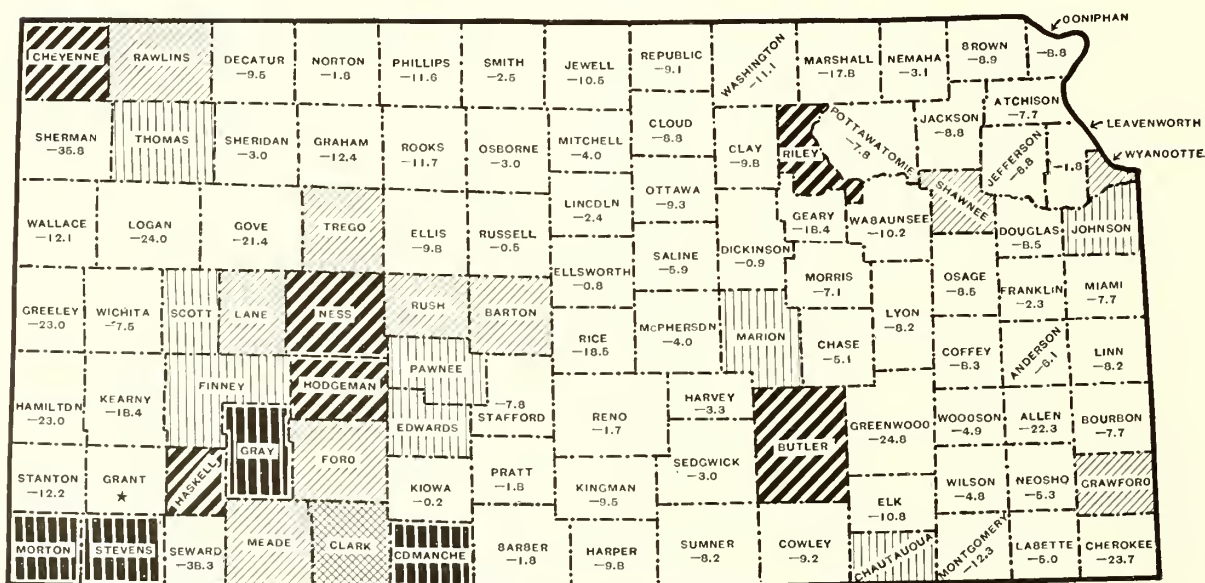 OONIPHAN
CHEYENNE
RAWLINS
DECATUR
−9.5
NORTON
−1.8
PHILLIPS
−11.6
SMITH
−2.5
JEWELL
−10.5
REPUBLIC
−9.1
WASHINGTON
−11.1
MARSHALL
−17.8
NEMAHA
−3.1
BROWN
−8.9
−8.8
SHERMAN
−35.8
THOMAS
SHERIDAN
−3.0
GRAHAM
−12.4
ROOKS
−11.7
OSBORNE
−3.0
MITCHELL
−4.0
CLOUD
−8.8
CLAY
−9.8
RILEY
POTTAWATOMIE
−7.8
JACKSON
−8.8
ATCHISON
−7.7
JEFFERSON
−8.8
LEAVENWORTH
−1.8
WYANOOTTE
WALLACE
−12.1
LOGAN
−24.0
GOVE
−21.4
TREGO
ELLIS
−9.8
RUSSELL
−0.5
LINCDLN
−2.4
OTTAWA
−9.3
GEARY
−18.4
WABAUNSEE
−10.2
SHAWNEE
DOUGLAS
−8.5
JOHNSON
GREELEY
−23.0
WICHITA
−7.5
SCOTT
LANE
NESS
RUSH
BARTON
ELLSWORTH
−0.8
SALINE
−5.9
DICKINSON
−0.9
MORRIS
−7.1
LYON
−8.2
OSAGE
−8.5
FRANKLIN
−2.3
MIAMI
−7.7
RICE
−18.5
McPHERSDN
−4.0
MARION
CHASE
−5.1
COFFEY
−8.3
ANDERSON
−6.1
LINN
−8.2
HAMILTDN
−23.0
KEARNY
−18.4
FINNEY
HODGEMAN
PAWNEE
−7.8
STAFFORD
RENO
−1.7
HARVEY
−3.3
GREENWOOO
−24.8
WOOOSON
−4.9
ALLEN
−22.3
BOURBON
−7.7
GRAY
FORO
EDWARDS
SEDGWICK
−3.0
BUTLER
STANTON
−12.2
GRANT
★
HASKELL
KIOWA
−0.2
PRATT
−1.8
KINGMAN
−9.5
ELK
−10.8
WILSON
−4.8
NEOSHO
−5.3
CRAWFORO
MORTON
STEVENS
SEWARD
−38.3
MEADE
CLARK
CDMANCHE
BARBER
−1.8
HARPER
−9.8
SUMNER
−8.2
COWLEY
−9.2
CHAUTAUQUA
MONTGOMERY
−12.3
LABETTE
−5.0
CHEROKEE
−23.7